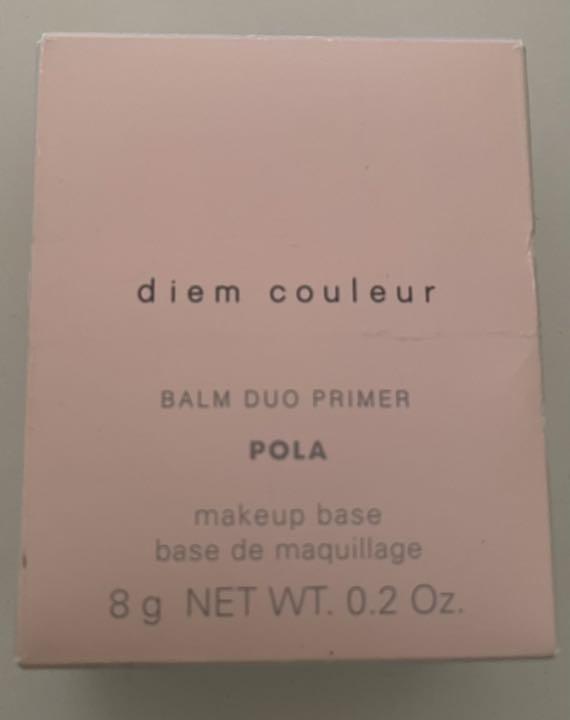 diem couleur
BALM DUO PRIMER
POLA
makeup base
base de maquillage
8 g NET WT. 0.2 Oz.